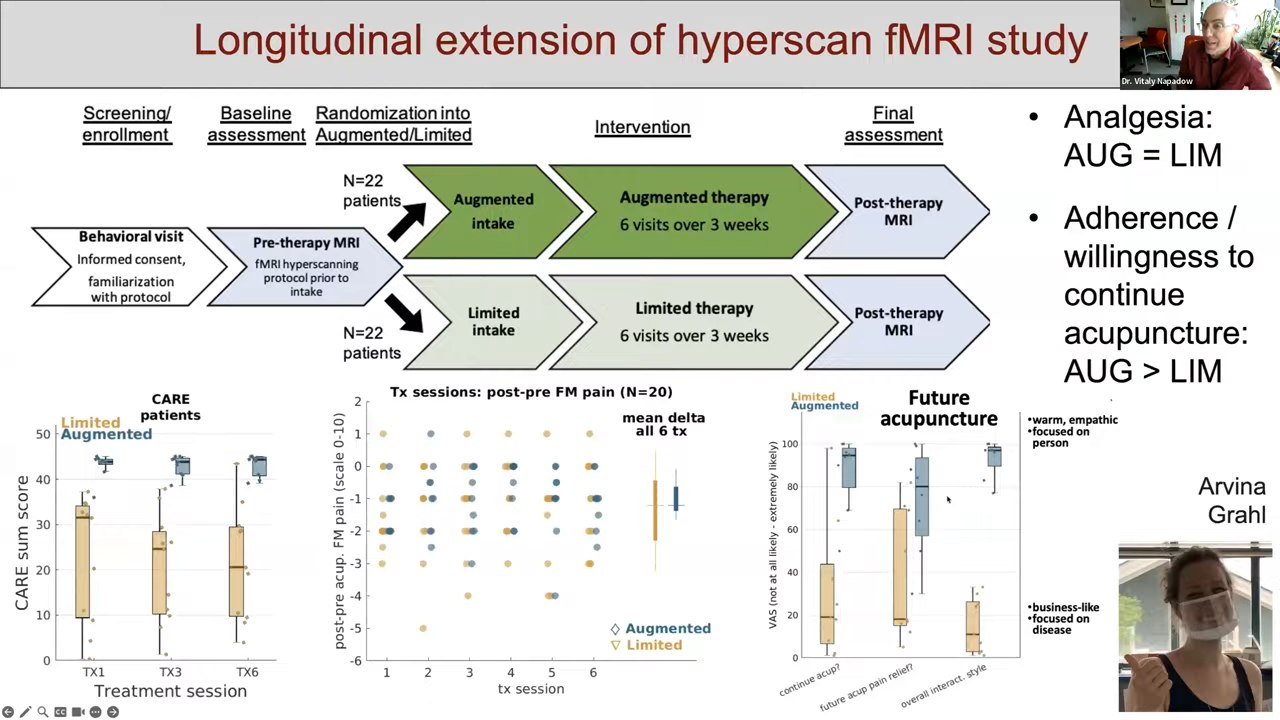 Longitudinal extension of hyperscan fMRI study
Dr. Vitaly Napadow
Screening/
enrollment
Baseline
assessment
Randomization into
Augmented/Limited
Intervention
Final
assessment
Behavioral visit
Informed consent,
familiarization
with protocol
Pre-therapy MRI
fMRI hyperscanning
protocol prior to
intake
N=22
patients
Augmented
intake
Augmented therapy
6 visits over 3 weeks
Post-therapy
MRI
N=22
patients
Limited
intake
Limited therapy
6 visits over 3 weeks
Post-therapy
MRI
• Analgesia:
AUG = LIM
• Adherence /
willingness to
continue
acupuncture:
AUG > LIM
CARE
patients
Limited
Augmented
CARE sum score
50
40
30
20
10
0
TX1
TX3
TX6
Treatment session
Tx sessions: post-pre FM pain (N=20)
post-pre acup. FM pain (scale 0-10)
2
1
0
-1
-2
-3
-4
-5
-6
1
2
3
4
5
6
tx session
mean delta
all 6 tx
◊ Augmented
▽ Limited
Limited
Augmented
Future
acupuncture
VAS (not at all likely - extremely likely)
100
80
60
40
20
0
continue acup?
future acup pain relief?
overall interact. style
•warm, empathic
•focused on
person
•business-like
•focused on
disease
Arvina
Grahl